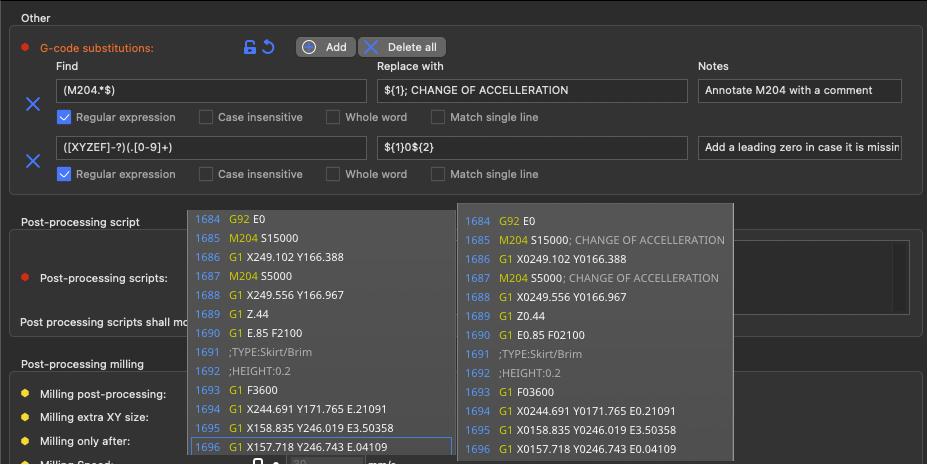 Other
G-code substitutions:
Add
Delete all
Find
Replace with
Notes
(M204.*$)
${1}; CHANGE OF ACCELLERATION
Annotate M204 with a comment
Regular expression
Case insensitive
Whole word
Match single line
([XYZEF]-?)(.[0-9]+)
${1}0${2}
Add a leading zero in case it is missin
Regular expression
Case insensitive
Whole word
Match single line
Post-processing script
Post-processing scripts:
Post processing scripts shall mo
Post-processing milling
Milling post-processing:
Milling extra XY size:
Milling only after:
1684 G92 E0
1685 M204 S15000
1686 G1 X249.102 Y166.388
1687 M204 S5000
1688 G1 X249.556 Y166.967
1689 G1 Z.44
1690 G1 E.85 F2100
1691 ;TYPE:Skirt/Brim
1692 ;HEIGHT:0.2
1693 G1 F3600
1694 G1 X244.691 Y171.765 E.21091
1695 G1 X158.835 Y246.019 E3.50358
1696 G1 X157.718 Y246.743 E.04109
1684 G92 E0
1685 M204 S15000; CHANGE OF ACCELLERATION
1686 G1 X0249.102 Y0166.388
1687 M204 S5000; CHANGE OF ACCELLERATION
1688 G1 X0249.556 Y0166.967
1689 G1 Z0.44
1690 G1 E0.85 F02100
1691 ;TYPE:Skirt/Brim
1692 ;HEIGHT:0.2
1693 G1 F03600
1694 G1 X0244.691 Y0171.765 E0.21091
1695 G1 X0158.835 Y0246.019 E03.50358
1696 G1 X0157.718 Y0246.743 E0.04109